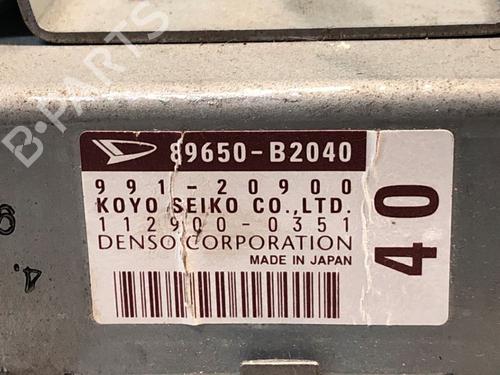 B-PARTS
89650-B2040
991-20900
KOYO SEIKO CO.,LTD.
112900-0351
DENSO CORPORATION
MADE IN JAPAN
40